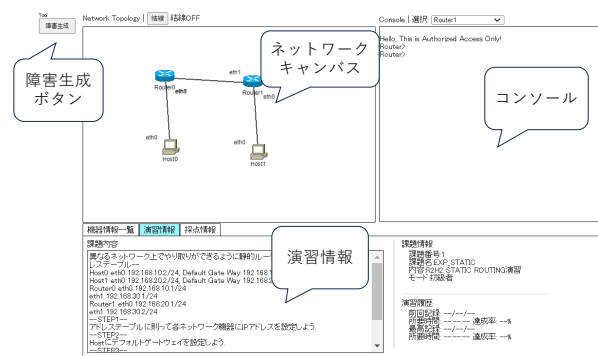 Tool
障害生成
Network Topology | 結線 結線OFF
Console | 選択: Router1
Hello, This is Authorized Access Only!
Router>
Router>
障害生成
ボタン
ネットワーク
キャンバス
コンソール
eth1
Router0
eth0
Router1
eth0
eth0
Host0
eth0
Host1
機器情報一覧 演習情報 採点情報
課題内容
異なるネットワーク上でやり取りができるように静的ルー
レステーブル--
Host0 eth0 192.168.10.2/24, Default Gate Way 192.168.1
Host1 eth0 192.168.20.2/24, Default Gate Way 192.168.
Router0 eth0 192.168.10.1/24
eth1 192.168.30.1/24
Router1 eth0 192.168.20.1/24
eth1 192.168.30.2/24
--STEP1--
アドレステーブルに則って各ネットワーク機器にIPアドレスを設定しよう.
--STEP2--
Hostにデフォルトゲートウェイを設定しよう.
--STEP3--
演習情報
課題情報
課題番号:1
課題名:EXP_STATIC
内容:R2H2 STATIC ROUTING演習
モード:初級者
演習履歴
前回記録: --/--/--
所要時間: --:--:-- 達成率: --%
最高記録: --/--/--
所要時間: --:--:-- 達成率: --%